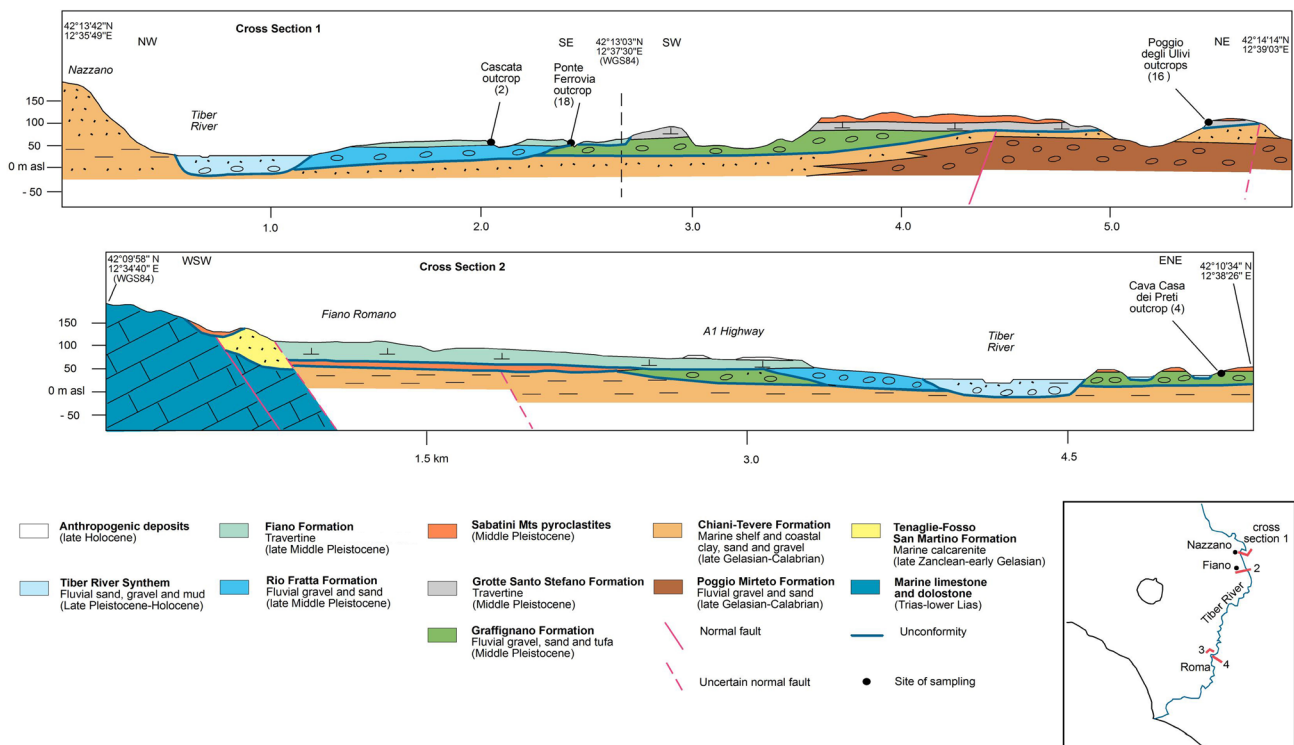 42°13'42"N
12°35'49"E
NW
Cross Section 1
SE
42°13'03"N
12°37'30"E
(WGS84)
SW
NE
42°14'14"N
12°39'03"E
Nazzano
Tiber
River
Cascata
outcrop
(2)
Ponte
Ferrovia
outcrop
(18)
Poggio
degli Ulivi
outcrops
(16)
150
100
50
0 m asl
- 50
1.0
2.0
3.0
4.0
5.0
42°09'58" N
12°34'40" E
(WGS84)
WSW
Cross Section 2
ENE
42°10'34" N
12°38'26" E
Cava Casa
dei Preti
outcrop (4)
Fiano Romano
A1 Highway
Tiber
River
150
100
50
0 m asl
- 50
1.5 km
3.0
4.5
Anthropogenic deposits
(late Holocene)
Tiber River Synthem
Fluvial sand, gravel and mud
(Late Pleistocene-Holocene)
Fiano Formation
Travertine
(late Middle Pleistocene)
Rio Fratta Formation
Fluvial gravel and sand
(late Middle Pleistocene)
Sabatini Mts pyroclastites
(Middle Pleistocene)
Grotte Santo Stefano Formation
Travertine
(Middle Pleistocene)
Graffignano Formation
Fluvial gravel, sand and tufa
(Middle Pleistocene)
Chiani-Tevere Formation
Marine shelf and coastal
clay, sand and gravel
(late Gelasian-Calabrian)
Poggio Mirteto Formation
Fluvial gravel and sand
(late Gelasian-Calabrian)
Normal fault
Uncertain normal fault
Tenaglie-Fosso
San Martino Formation
Marine calcarenite
(late Zanclean-early Gelasian)
Marine limestone
and dolostone
(Trias-lower Lias)
Unconformity
Site of sampling
cross
section 1
Nazzano
Fiano
2
Tiber River
3
Roma
4